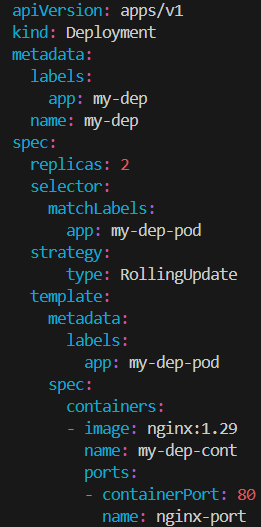 apiVersion: apps/v1
kind: Deployment
metadata:
  labels:
    app: my-dep
  name: my-dep
spec:
  replicas: 2
  selector:
    matchLabels:
      app: my-dep-pod
  strategy:
      type: RollingUpdate
  template:
    metadata:
      labels:
        app: my-dep-pod
    spec:
      containers:
      - image: nginx:1.29
        name: my-dep-cont
        ports:
        - containerPort: 80
          name: nginx-port